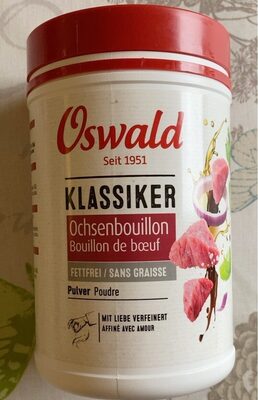 Oswald
Seit 1951
KLASSIKER
Ochsenbouillon
Bouillon de bœuf
FETTFREI / SANS GRAISSE
Pulver Poudre
MIT LIEBE VERFEINERT
AFFINÉ AVEC AMOUR